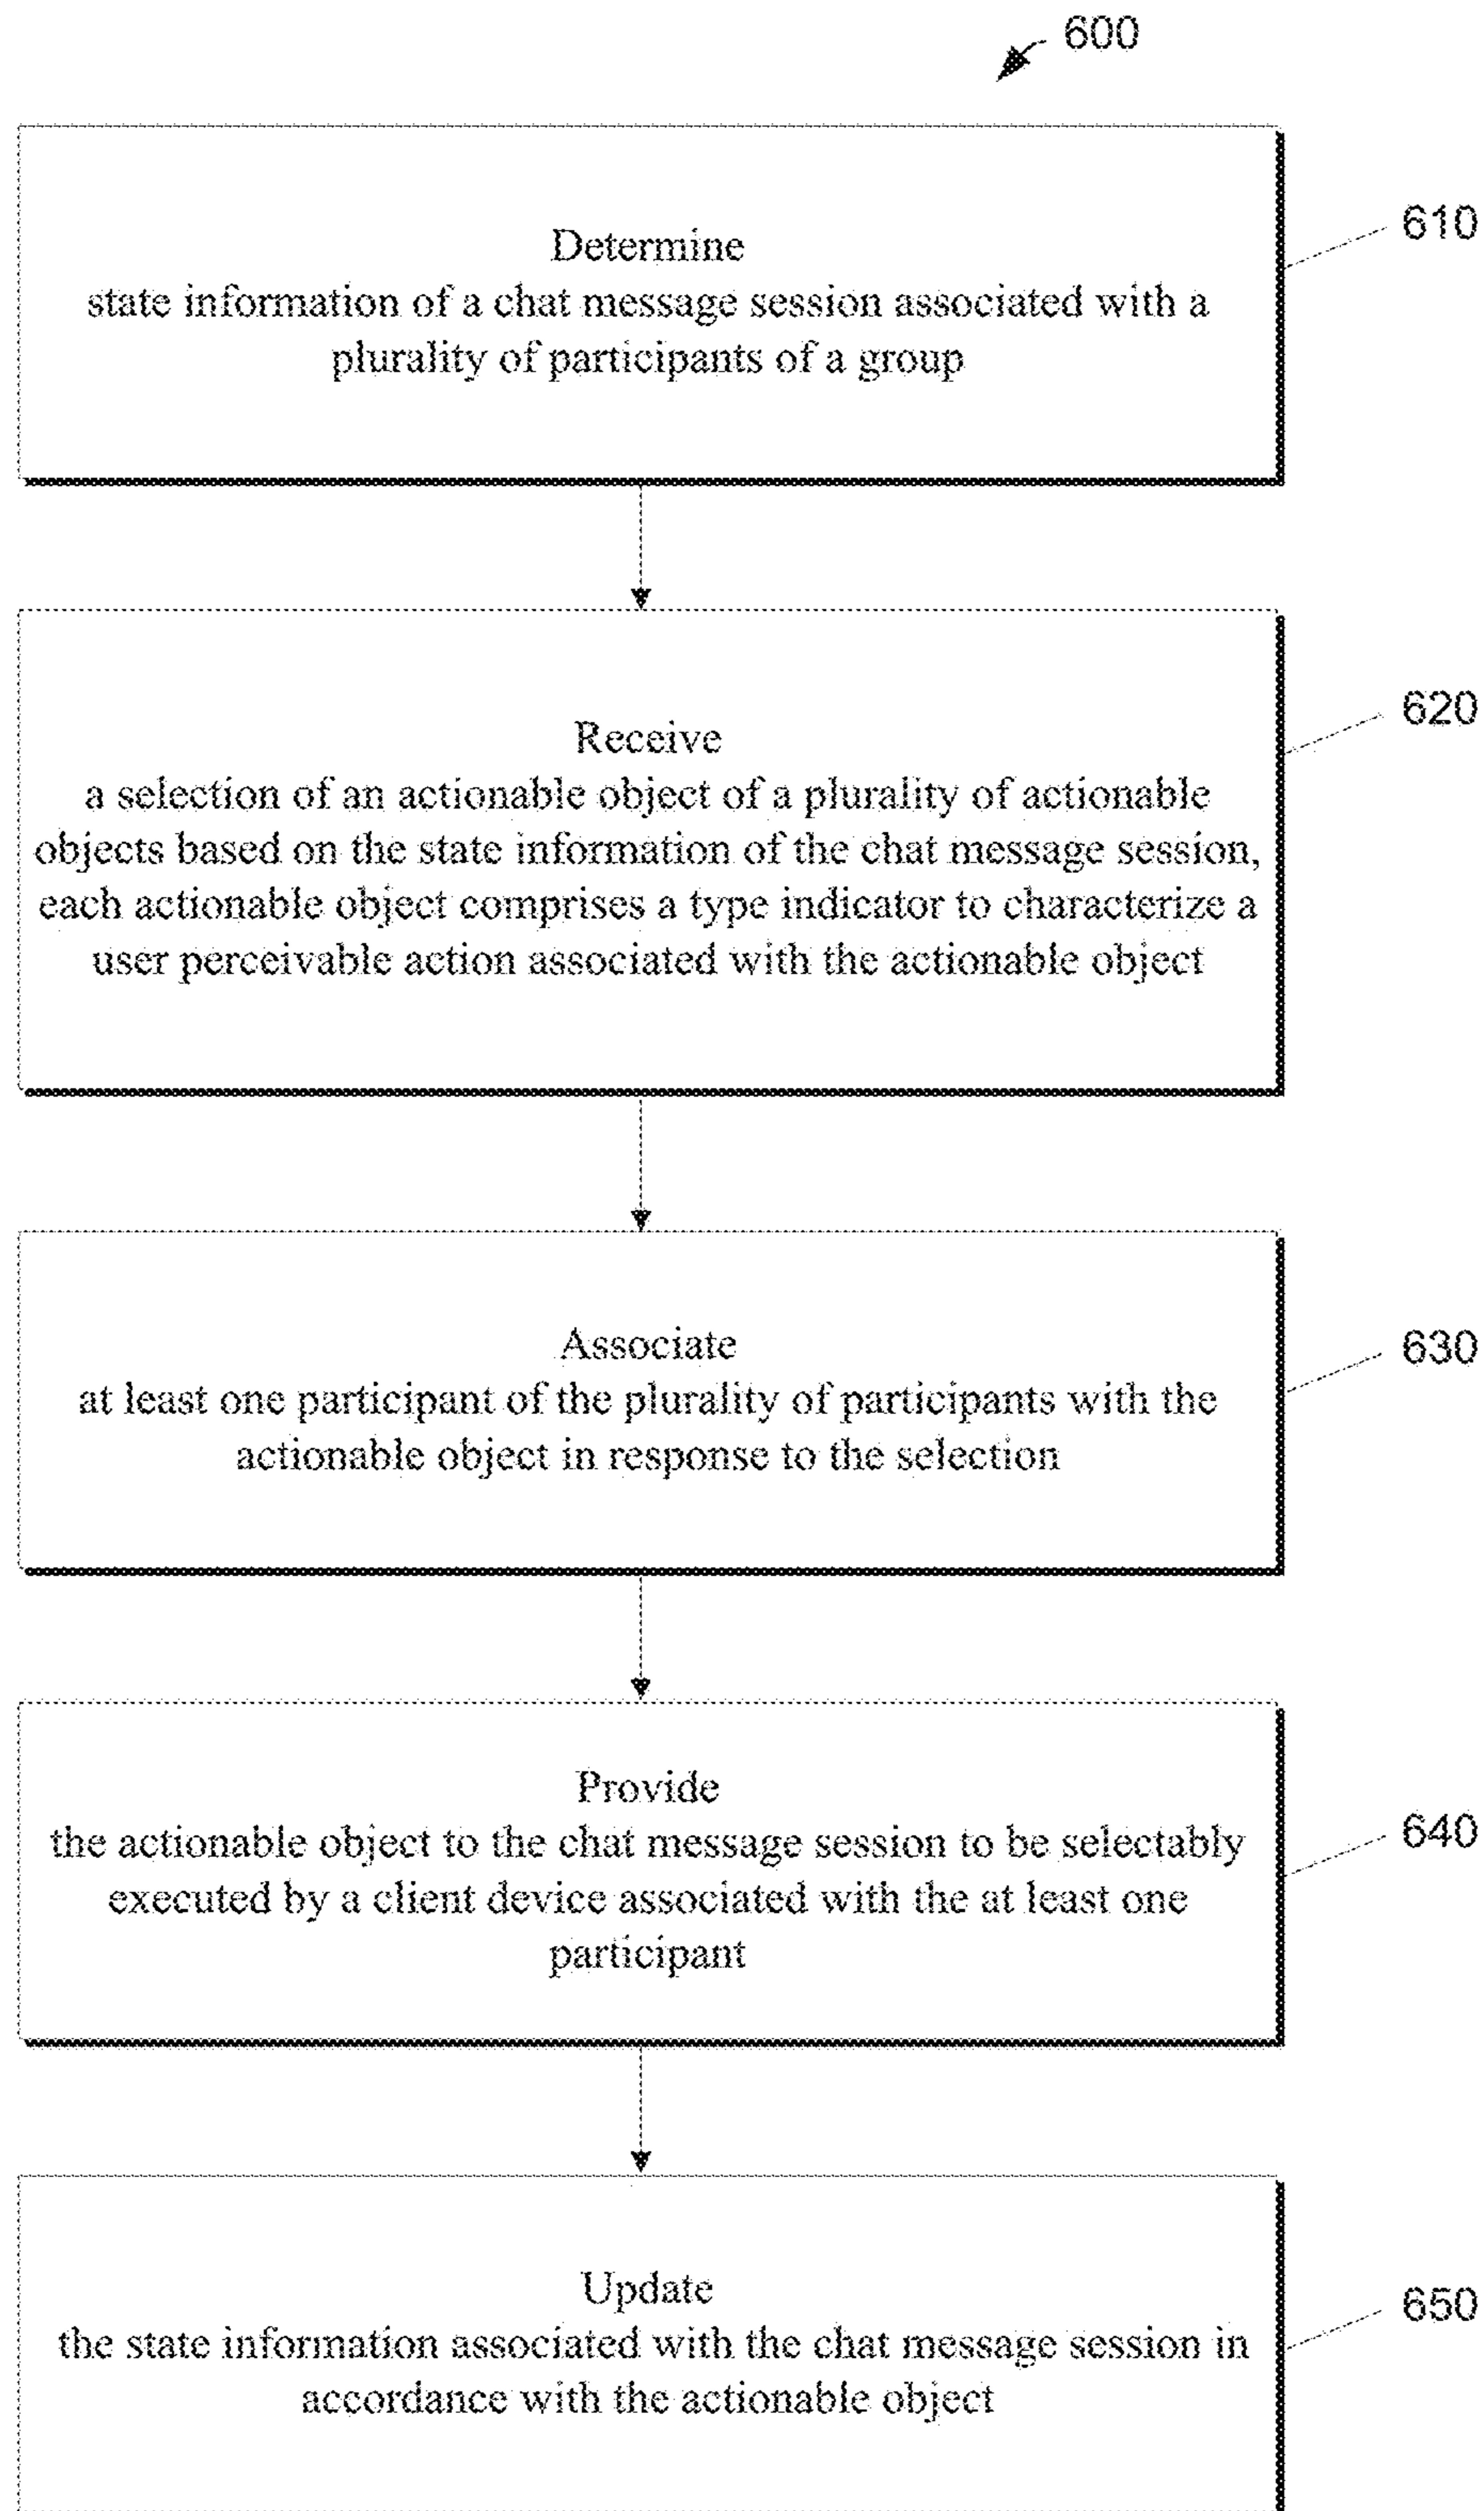 600
Determine
state information of a chat message session associated with a
plurality of participants of a group
610
Receive
a selection of an actionable object of a plurality of actionable
objects based on the state information of the chat message session,
each actionable object comprises a type indicator to characterize a
user perceivable action associated with the actionable object
620
Associate
at least one participant of the plurality of participants with the
actionable object in response to the selection
630
Provide
the actionable object to the chat message session to be selectably
executed by a client device associated with the at least one
participant
640
Update
the state information associated with the chat message session in
accordance with the actionable object
650